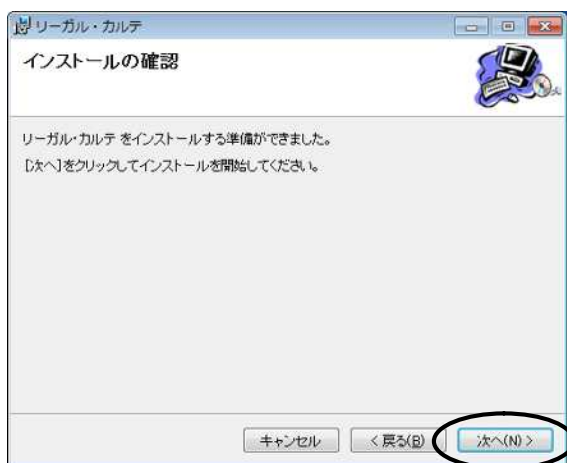 リーガル・カルテ
インストールの確認
リーガル・カルテ をインストールする準備ができました。
[次へ]をクリックしてインストールを開始してください。
キャンセル
< 戻る(B)
次へ(N) >